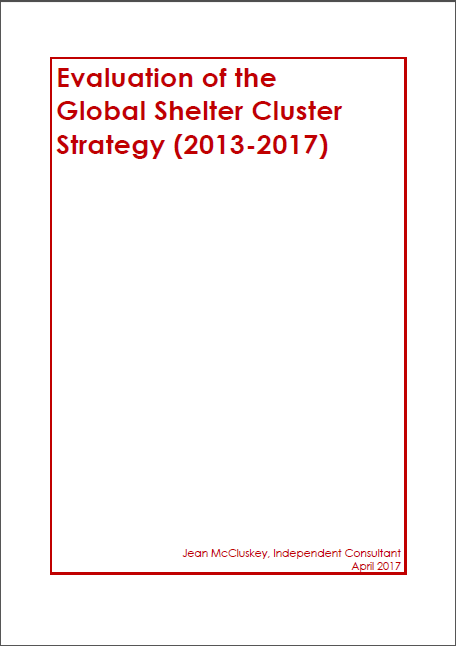 Evaluation of the
Global Shelter Cluster
Strategy (2013-2017)
Jean McCluskey, Independent Consultant
April 2017